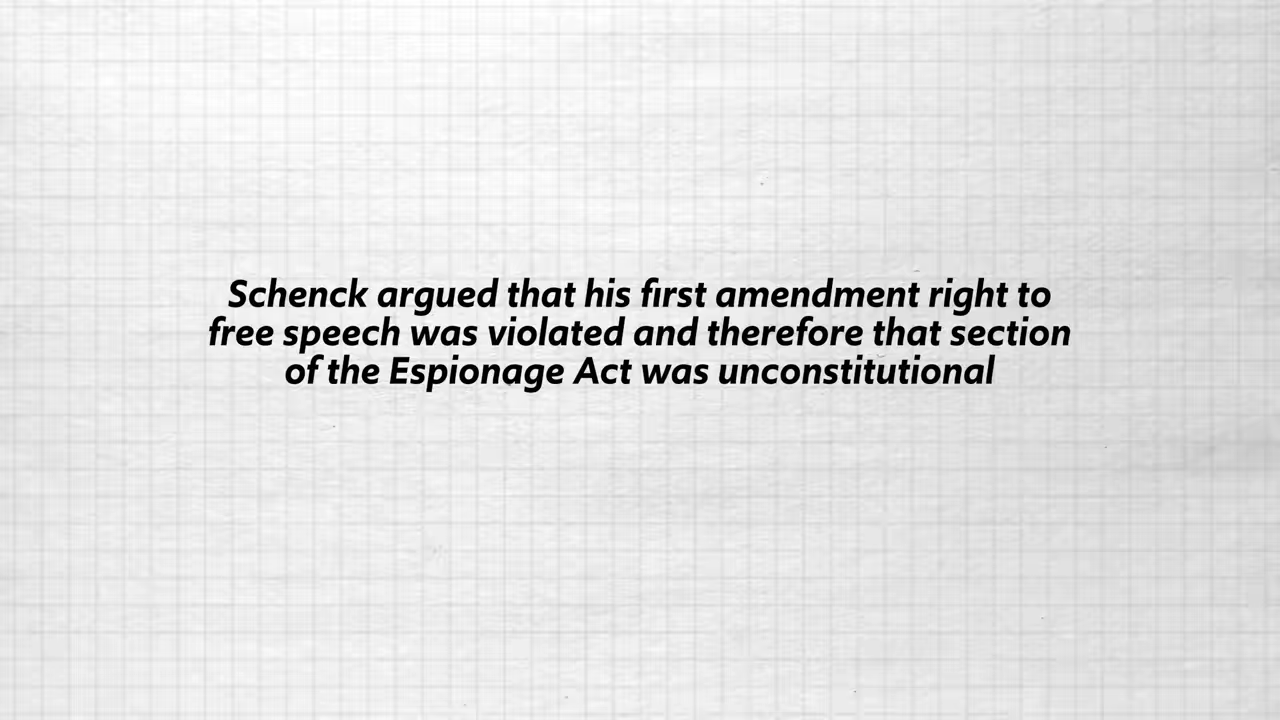 Schenck argued that his first amendment right to
free speech was violated and therefore that section
of the Espionage Act was unconstitutional